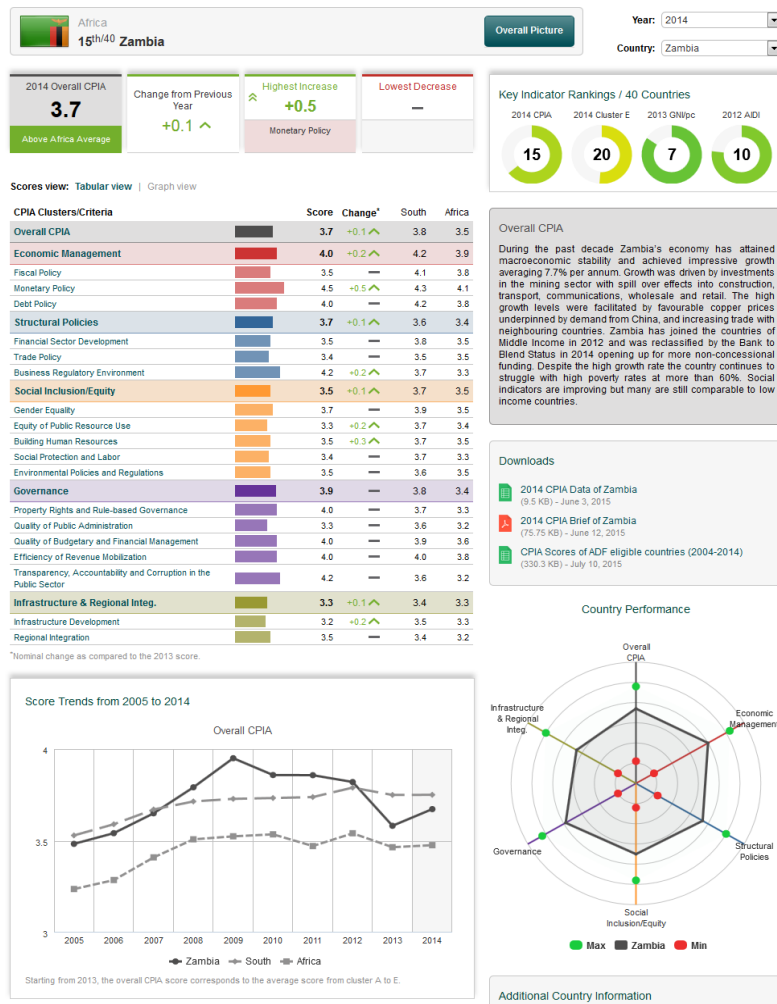 Africa
15th/40 Zambia
Overall Picture
Year: 2014
Country: Zambia
2014 Overall CPIA
3.7
Above Africa Average
Change from Previous
Year
+0.1
Highest Increase
+0.5
Monetary Policy
Lowest Decrease
–
Key Indicator Rankings / 40 Countries
2014 CPIA 2014 Cluster E 2013 GNI/pc 2012 AIDI
15 20 7 10
Scores view: Tabular view | Graph view
CPIA Clusters/Criteria Score Change* South Africa
Overall CPIA 3.7 +0.1 3.8 3.5
Economic Management 4.0 +0.2 4.2 3.9
Fiscal Policy 3.5 — 4.1 3.8
Monetary Policy 4.5 +0.5 4.3 4.1
Debt Policy 4.0 — 4.2 3.8
Structural Policies 3.7 +0.1 3.6 3.4
Financial Sector Development 3.5 — 3.8 3.5
Trade Policy 3.4 — 3.5 3.5
Business Regulatory Environment 4.2 +0.2 3.7 3.3
Social Inclusion/Equity 3.5 +0.1 3.7 3.5
Gender Equality 3.7 — 3.9 3.5
Equity of Public Resource Use 3.3 +0.2 3.7 3.4
Building Human Resources 3.5 +0.3 3.7 3.5
Social Protection and Labor 3.4 — 3.7 3.3
Environmental Policies and Regulations 3.5 — 3.6 3.5
Governance 3.9 — 3.8 3.4
Property Rights and Rule-based Governance 4.0 — 3.7 3.3
Quality of Public Administration 3.3 — 3.6 3.2
Quality of Budgetary and Financial Management 4.0 — 3.9 3.6
Efficiency of Revenue Mobilization 4.0 — 4.0 3.8
Transparency, Accountability and Corruption in the
Public Sector 4.2 — 3.6 3.2
Infrastructure & Regional Integ. 3.3 +0.1 3.4 3.3
Infrastructure Development 3.2 +0.2 3.5 3.3
Regional Integration 3.5 — 3.4 3.2
*Nominal change as compared to the 2013 score.
Overall CPIA
During the past decade Zambia's economy has attained
macroeconomic stability and achieved impressive growth
averaging 7.7% per annum. Growth was driven by investments
in the mining sector with spill over effects into construction,
transport, communications, wholesale and retail. The high
growth levels were facilitated by favourable copper prices
underpinned by demand from China, and increasing trade with
neighbouring countries. Zambia has joined the countries of
Middle Income in 2012 and was reclassified by the Bank to
Blend Status in 2014 opening up for more non-concessional
funding. Despite the high growth rate the country continues to
struggle with high poverty rates at more than 60%. Social
indicators are improving but many are still comparable to low
income countries.
Downloads
2014 CPIA Data of Zambia
(9.5 KB) - June 3, 2015
2014 CPIA Brief of Zambia
(75.75 KB) - June 12, 2015
CPIA Scores of ADF eligible countries (2004-2014)
(330.3 KB) - July 10, 2015
Score Trends from 2005 to 2014
Overall CPIA
4
3.5
3
2005 2006 2007 2008 2009 2010 2011 2012 2013 2014
Zambia South Africa
Starting from 2013, the overall CPIA score corresponds to the average score from cluster A to E.
Country Performance
Overall
CPIA
Economic
Management
Structural
Policies
Social
Inclusion/Equity
Governance
Infrastructure
& Regional
Integ.
Max Zambia Min
Additional Country Information